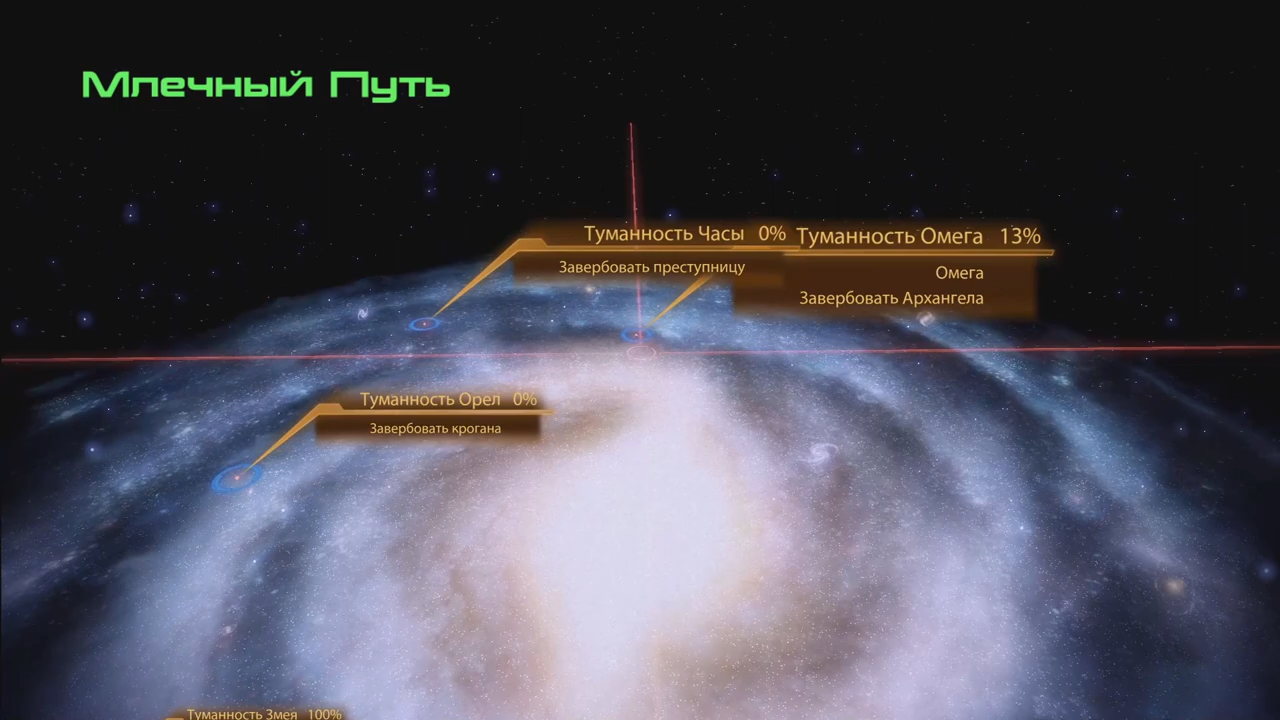 Млечный Путь
Туманность Часы 0%
Завербовать преступницу
Туманность Омега 13%
Омега
Завербовать Архангела
Туманность Орел 0%
Завербовать крогана
Туманность Змея 100%